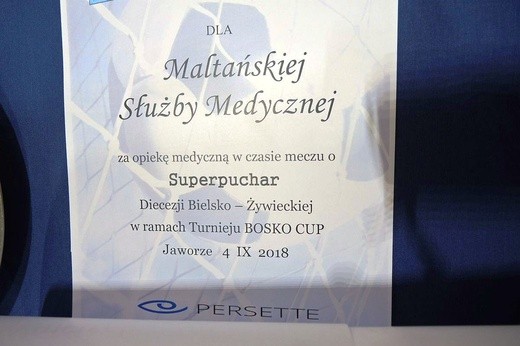 DLA
Maltańskiej
Służby Medycznej
za opiekę medyczną w czasie meczu o
Superpuchar
Diecezji Bielsko – Żywieckiej
w ramach Turnieju BOSKO CUP
Jaworze 4 IX 2018
PERSETTE